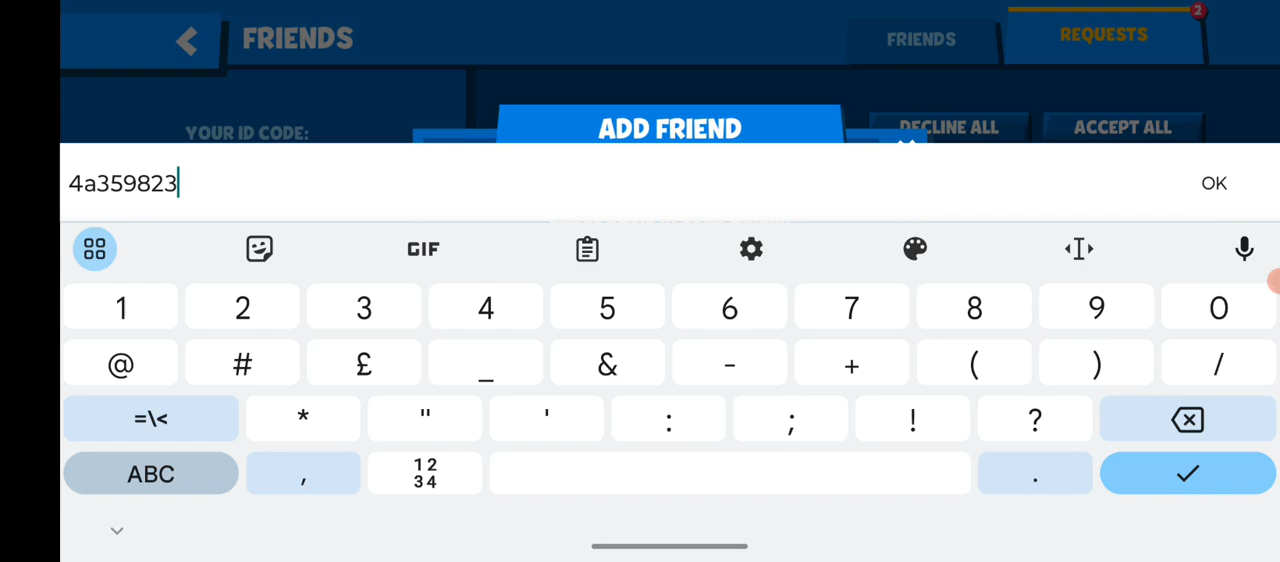 FRIENDS
FRIENDS
REQUESTS
2
YOUR ID CODE:
ADD FRIEND
DECLINE ALL
ACCEPT ALL
4a359823
OK
GIF
1 2 3 4 5 6 7 8 9 0
@ # £ _ & - + ( ) /
=\< * " ' : ; ! ?
ABC , 12 34 .